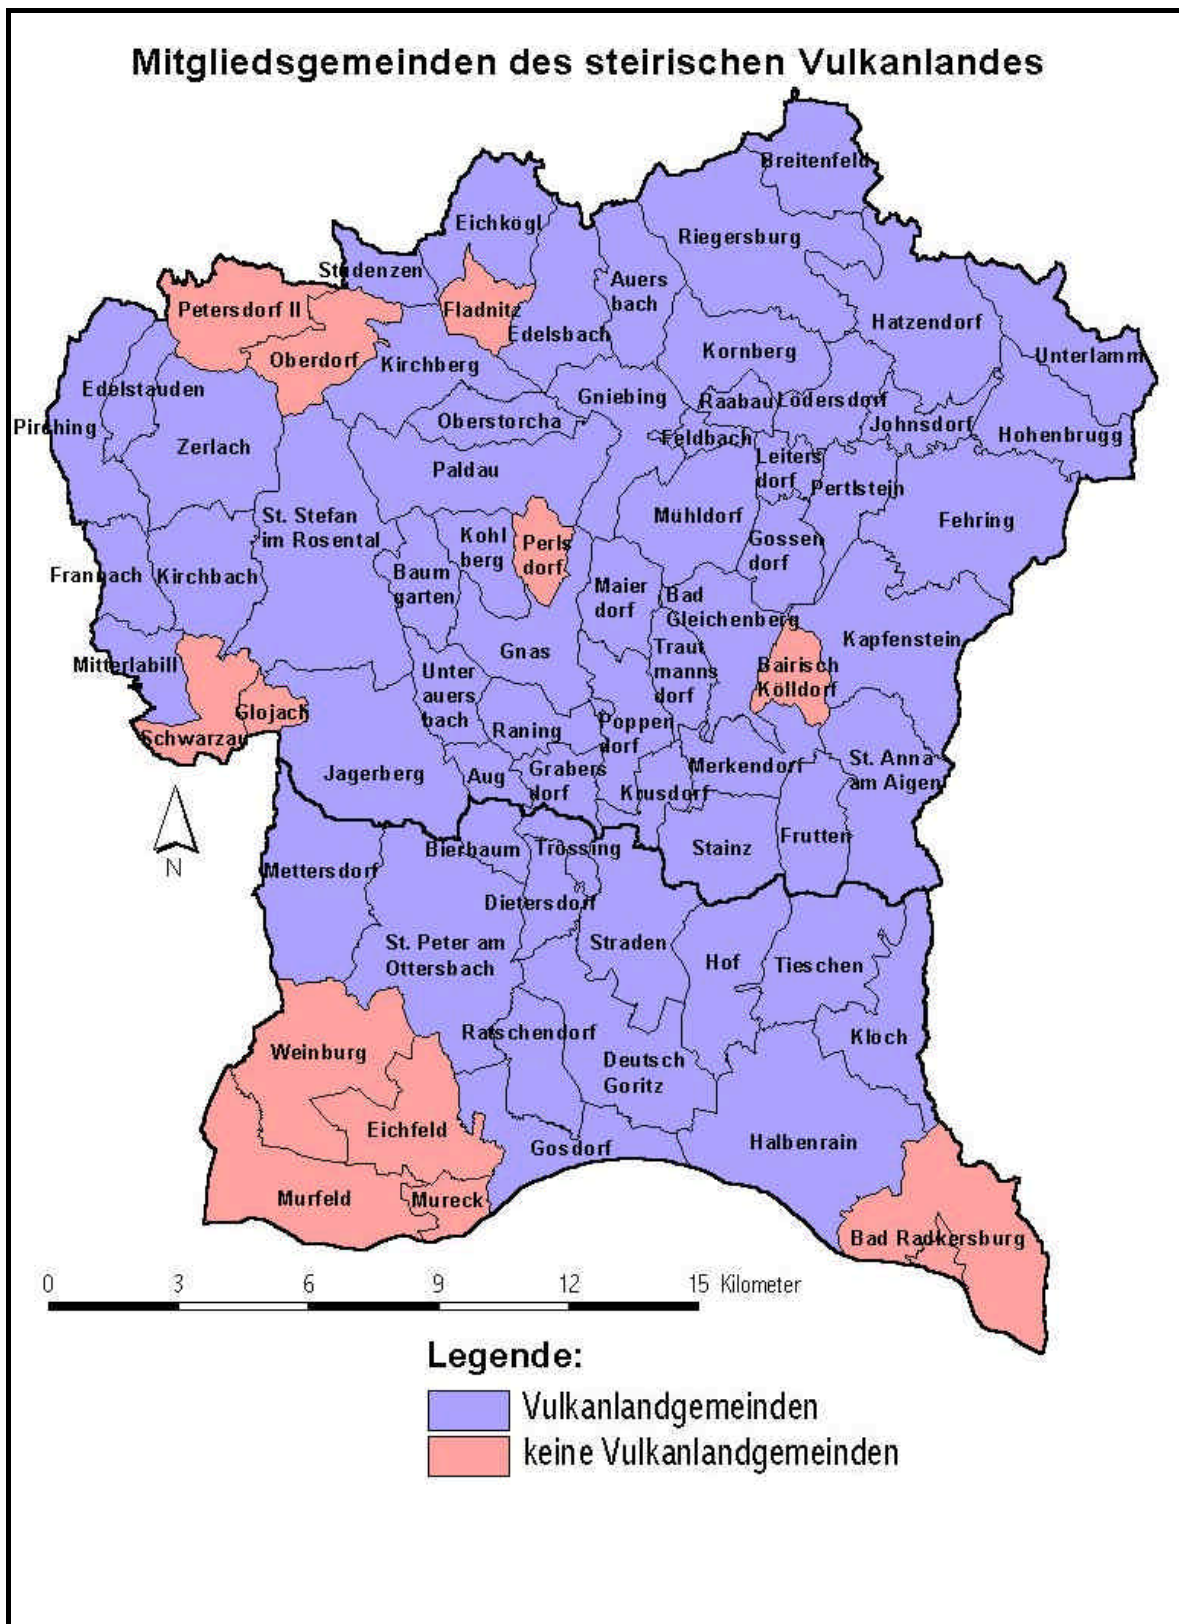 Mitgliedsgemeinden des steirischen Vulkanlandes
Breitenfeld
Eichkögl
Riegersburg
Studenzen
Auers
bach
Petersdorf II
Fladnitz
Edelsbach
Hatzendorf
Oberdorf
Kirchberg
Kornberg
Unterlamm
Edelstauden
Gniebing
Raabau
Lödersdorf
Pirching
Oberstorcha
Johnsdorf
Hohenbrugg
Zerlach
Feldbach
Paldau
Leiters
dorf
Pertlstein
St. Stefan
im Rosental
Mühldorf
Fehring
Kohl
berg
Perls
dorf
Gossen
dorf
Frannach
Kirchbach
Baum
garten
Maier
dorf
Bad
Gleichenberg
Kapfenstein
Mitterlabill
Gnas
Traut
manns
dorf
Bairisch
Kölldorf
Unter
auers
bach
Glojach
Schwarzau
Raning
Poppen
dorf
St. Anna
am Aigen
Jagerberg
Aug
Grabers
dorf
Krusdorf
Merkendorf
N
Stainz
Frutten
Bierbaum
Trössing
Mettersdorf
Dietersdorf
St. Peter am
Ottersbach
Straden
Hof
Tieschen
Ratschendorf
Klöch
Weinburg
Deutsch
Goritz
Eichfeld
Gosdorf
Halbenrain
Murfeld
Mureck
Bad Radkersburg
0 3 6 9 12 15 Kilometer
Legende:
Vulkanlandgemeinden
keine Vulkanlandgemeinden